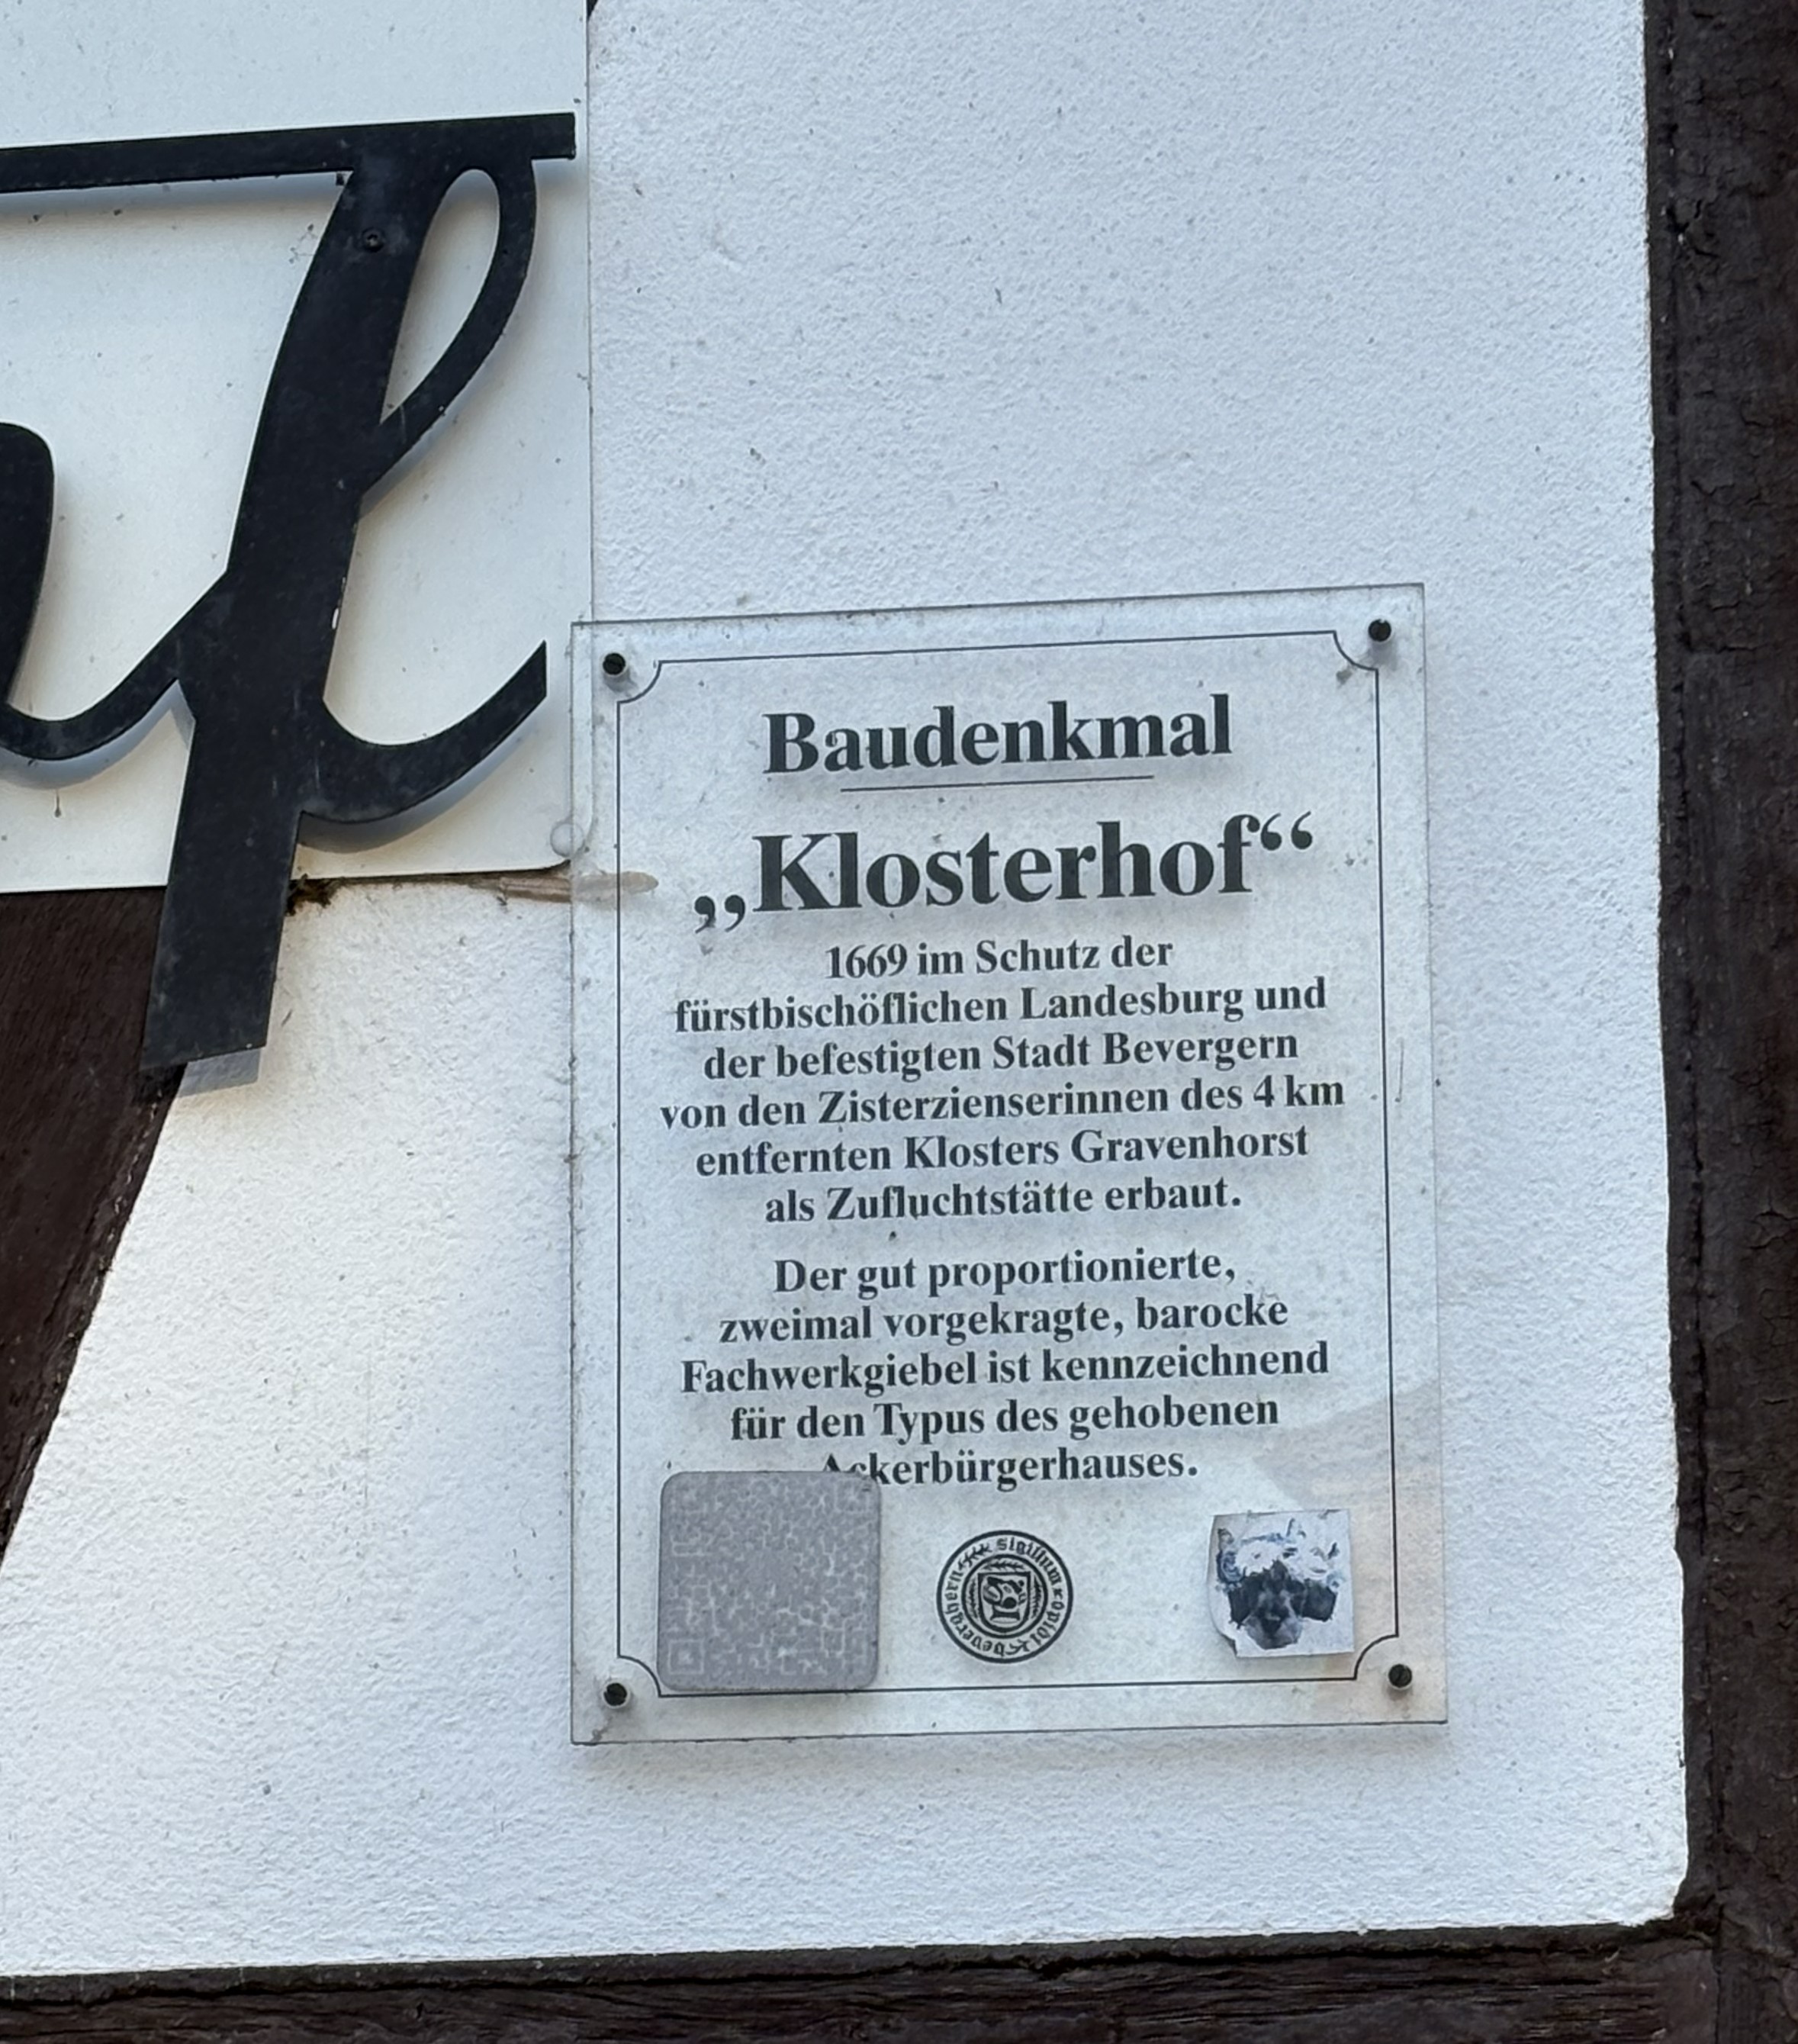 Baudenkmal
„Klosterhof“
1669 im Schutz der
fürstbischöflichen Landesburg und
der befestigten Stadt Bevergern
von den Zisterzienserinnen des 4 km
entfernten Klosters Gravenhorst
als Zufluchtstätte erbaut.
Der gut proportionierte,
zweimal vorgekragte, barocke
Fachwerkgiebel ist kennzeichnend
für den Typus des gehobenen
Ackerbürgerhauses.